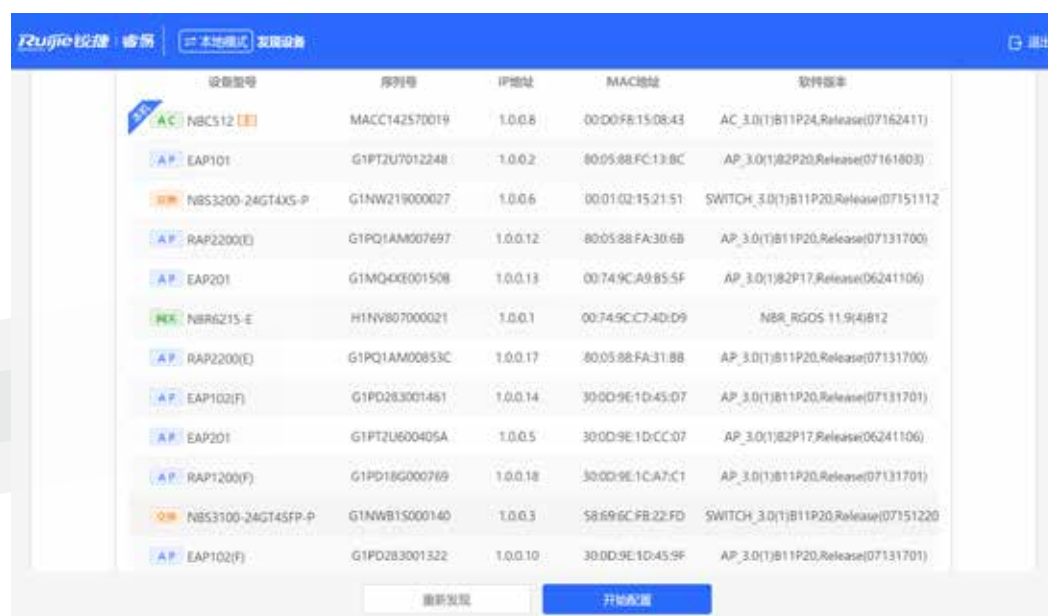 Ruijie锐捷 睿易 本地模式 发现设备 退出
设备型号 序列号 IP地址 MAC地址 软件版本
本机 AC NBC512 主 MACC142570019 1.0.0.8 00:D0:F8:15:08:43 AC_3.0(1)B11P24,Release(07162411)
AP EAP101 G1PT2U7012248 1.0.0.2 80:05:88:FC:13:BC AP_3.0(1)B2P20,Release(07161803)
交换 NBS3200-24GT4XS-P G1NW219000027 1.0.0.6 00:01:02:15:21:51 SWITCH_3.0(1)B11P20,Release(07151112
AP RAP2200(E) G1PQ1AM007697 1.0.0.12 80:05:88:FA:30:6B AP_3.0(1)B11P20,Release(07131700)
AP EAP201 G1MQ4XE001508 1.0.0.13 00:74:9C:A9:85:5F AP_3.0(1)B2P17,Release(06241106)
网关 NBR6215-E H1NV807000021 1.0.0.1 00:74:9C:C7:4D:D9 NBR_RGOS 11.9(4)B12
AP RAP2200(E) G1PQ1AM00853C 1.0.0.17 80:05:88:FA:31:88 AP_3.0(1)B11P20,Release(07131700)
AP EAP102(F) G1PD283001461 1.0.0.14 30:0D:9E:1D:45:D7 AP_3.0(1)B11P20,Release(07131701)
AP EAP201 G1PT2U600405A 1.0.0.5 30:0D:9E:1D:CC:07 AP_3.0(1)B2P17,Release(06241106)
AP RAP1200(F) G1PD18G000769 1.0.0.18 30:0D:9E:1C:A7:C1 AP_3.0(1)B11P20,Release(07131701)
交换 NBS3100-24GT4SFP-P G1NWB1S000140 1.0.0.3 58:69:6C:FB:22:FD SWITCH_3.0(1)B11P20,Release(07151220
AP EAP102(F) G1PD283001322 1.0.0.10 30:0D:9E:1D:45:9F AP_3.0(1)B11P20,Release(07131701)
重新发现 开始配置